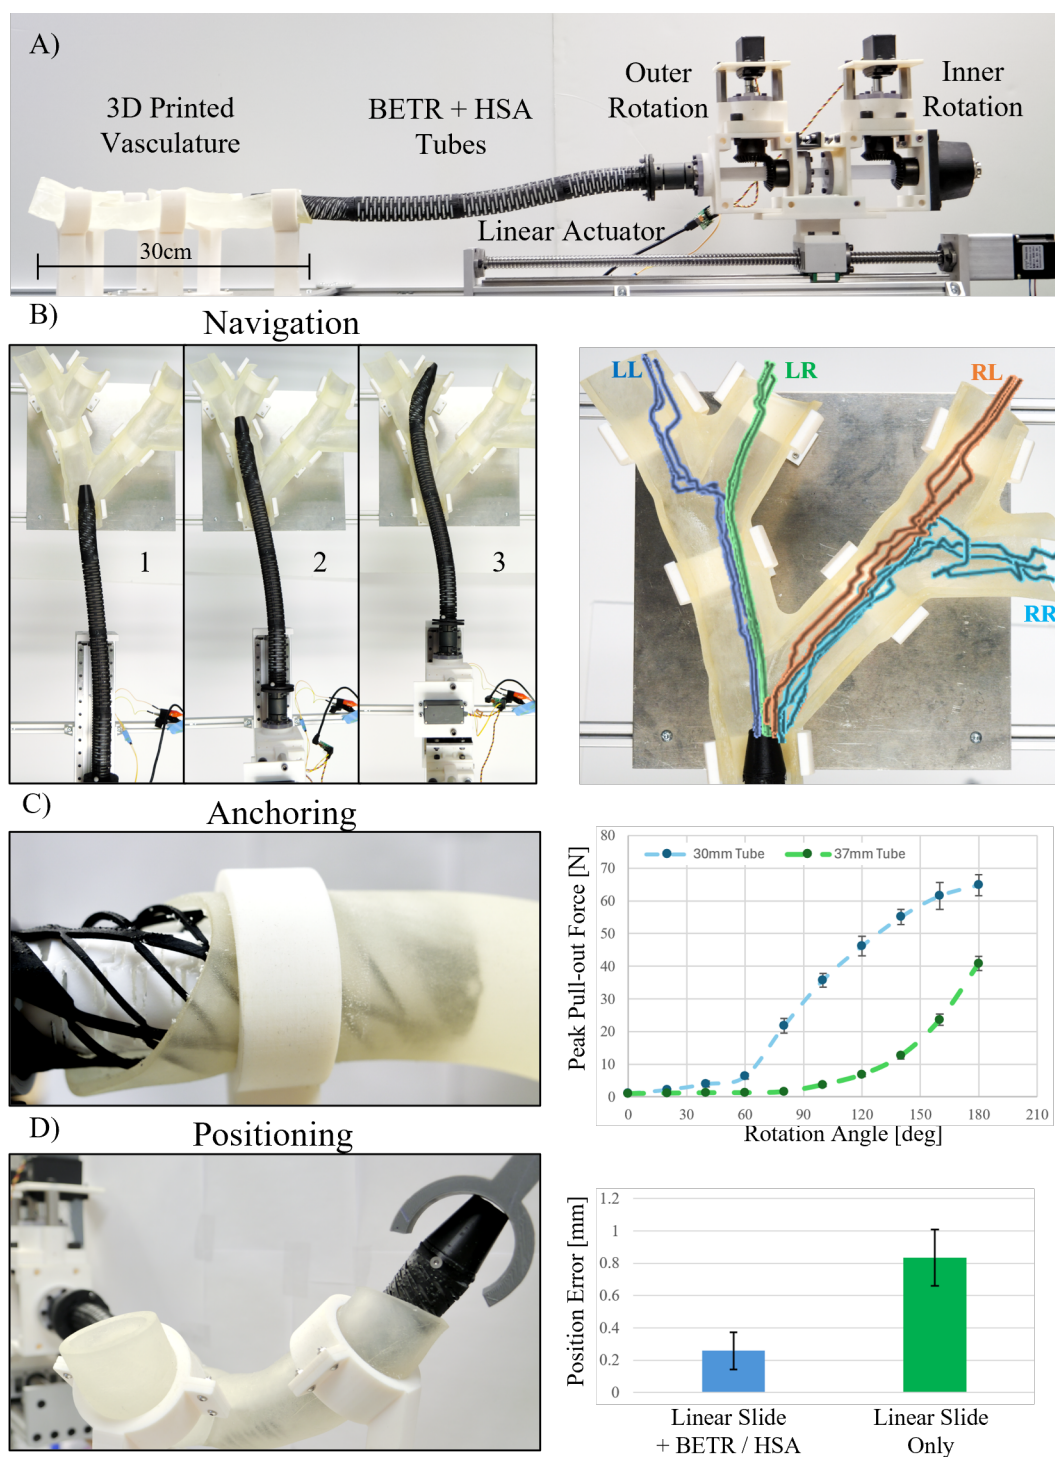 A)
3D Printed
Vasculature
BETR + HSA
Tubes
Outer
Rotation
Inner
Rotation
Linear Actuator
30cm
B)
Navigation
1
2
3
LL
LR
RL
RR
C)
Anchoring
Peak Pull-out Force [N]
80
70
60
50
40
30
20
10
0
30mm Tube
37mm Tube
0
30
60
90
120
150
180
210
Rotation Angle [deg]
D)
Positioning
Position Error [mm]
1.2
1
0.8
0.6
0.4
0.2
0
Linear Slide
+ BETR / HSA
Linear Slide
Only